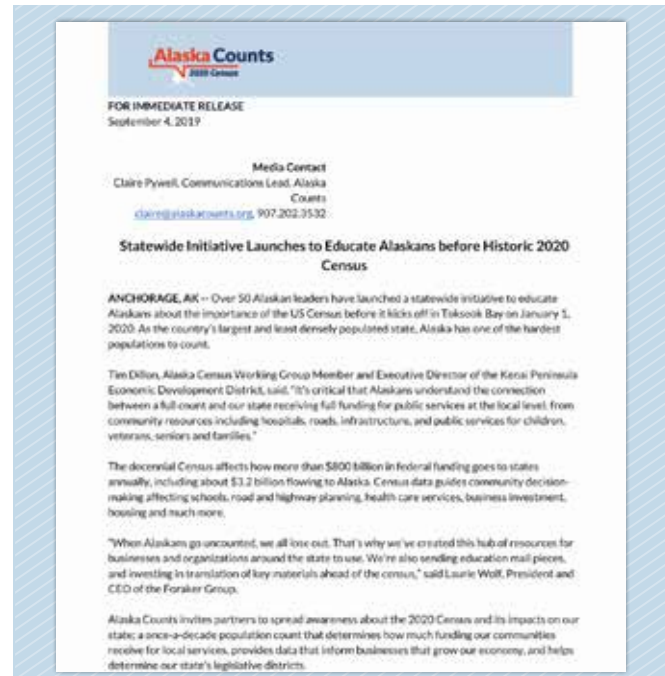 Alaska Counts
2020 Census
FOR IMMEDIATE RELEASE
September 4, 2019
Media Contact
Claire Pywell, Communications Lead, Alaska
Counts
claire@alaskacounts.org, 907.202.3532
Statewide Initiative Launches to Educate Alaskans before Historic 2020
Census
ANCHORAGE, AK -- Over 50 Alaskan leaders have launched a statewide initiative to educate
Alaskans about the importance of the US Census before it kicks off in Toksook Bay on January 1,
2020. As the country's largest and least densely populated state, Alaska has one of the hardest
populations to count.
Tim Dillon, Alaska Census Working Group Member and Executive Director of the Kenai Peninsula
Economic Development District, said, "It's critical that Alaskans understand the connection
between a full count and our state receiving full funding for public services at the local level, from
community resources including hospitals, roads, infrastructure, and public services for children,
veterans, seniors and families."
The decennial Census affects how more than $800 billion in federal funding goes to states
annually, including about $3.2 billion flowing to Alaska. Census data guides community decision-
making affecting schools, road and highway planning, health care services, business investment,
housing and much more.
"When Alaskans go uncounted, we all lose out. That's why we've created this hub of resources for
businesses and organizations around the state to use. We're also sending education mail pieces,
and investing in translation of key materials ahead of the census," said Laurie Wolf, President and
CEO of the Foraker Group.
Alaska Counts invites partners to spread awareness about the 2020 Census and its impacts on our
state; a once-a-decade population count that determines how much funding our communities
receive for local services, provides data that inform businesses that grow our economy, and helps
determine our state's legislative districts.